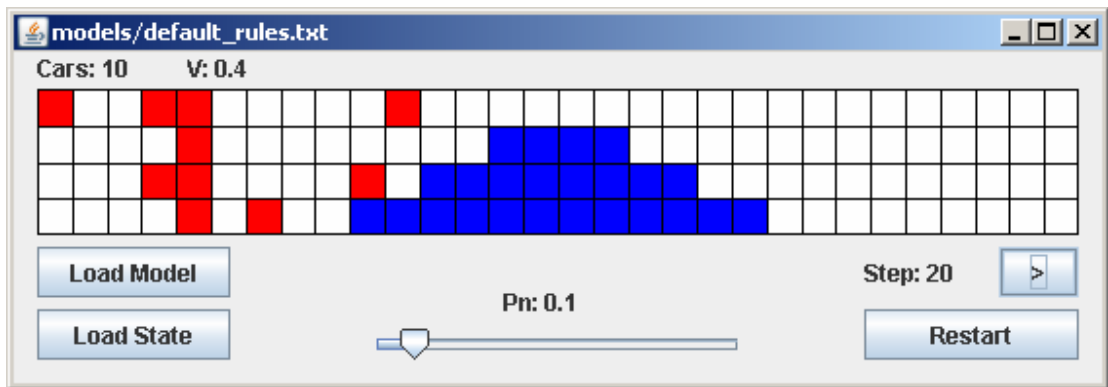 models/default_rules.txt
Cars: 10 V: 0.4
Load Model
Step: 20 >
Pn: 0.1
Load State
Restart